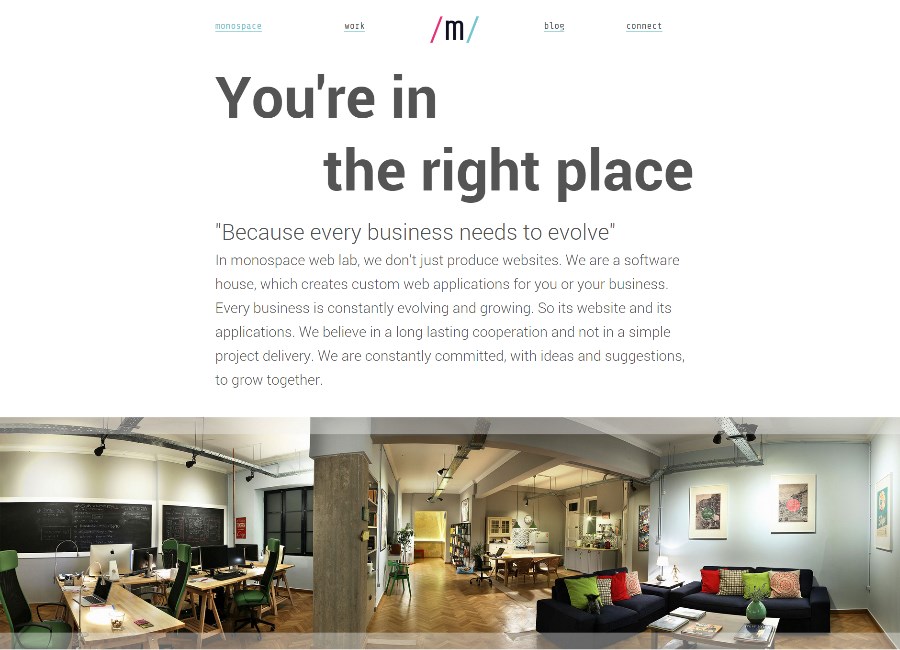 monospace work /m/ blog connect
You're in
the right place
"Because every business needs to evolve"
In monospace web lab, we don't just produce websites. We are a software
house, which creates custom web applications for you or your business.
Every business is constantly evolving and growing. So its website and its
applications. We believe in a long lasting cooperation and not in a simple
project delivery. We are constantly committed, with ideas and suggestions,
to grow together.